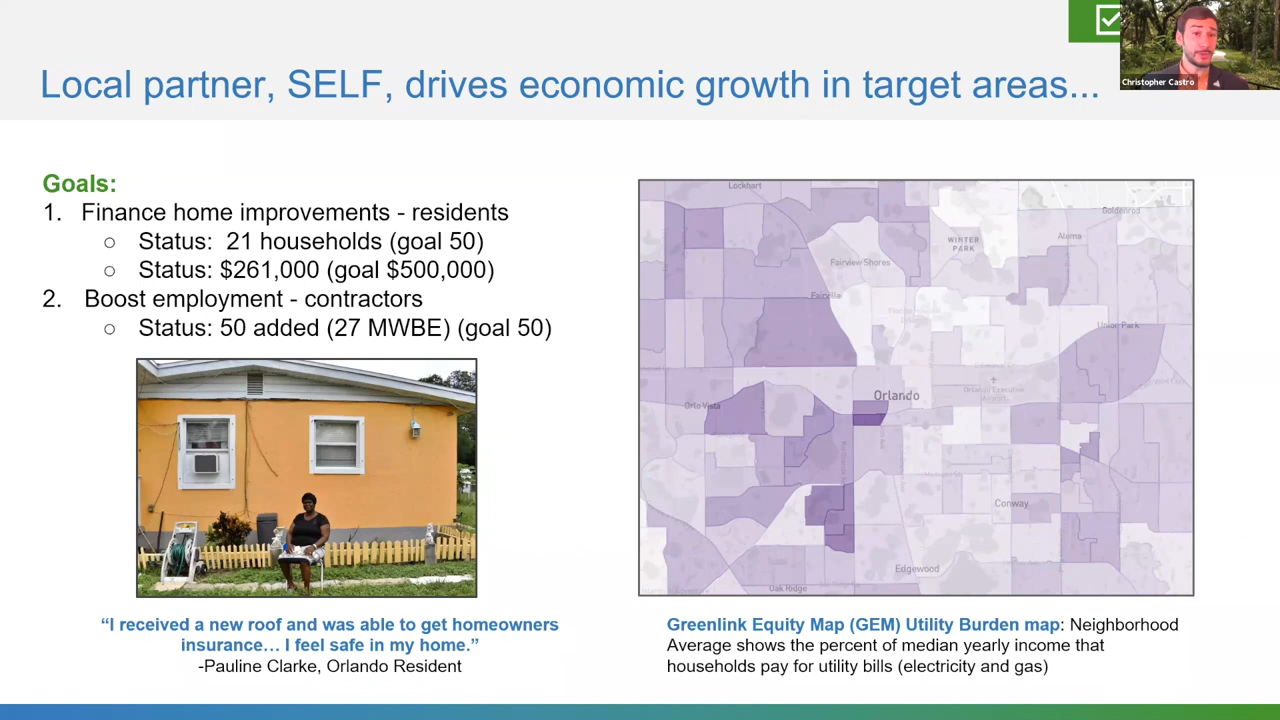 Christopher Castro
Local partner, SELF, drives economic growth in target areas...
Goals:
1. Finance home improvements - residents
○ Status: 21 households (goal 50)
○ Status: $261,000 (goal $500,000)
2. Boost employment - contractors
○ Status: 50 added (27 MWBE) (goal 50)
“I received a new roof and was able to get homeowners
insurance… I feel safe in my home.”
-Pauline Clarke, Orlando Resident
Lockhart
Goldenrod
WINTER
PARK
Aloma
Fairview Shores
Fairvilla
Union Park
Orlando
Orlando Executive
Airport
Orlo Vista
Conway
Edgewood
Oak Ridge
Greenlink Equity Map (GEM) Utility Burden map: Neighborhood
Average shows the percent of median yearly income that
households pay for utility bills (electricity and gas)